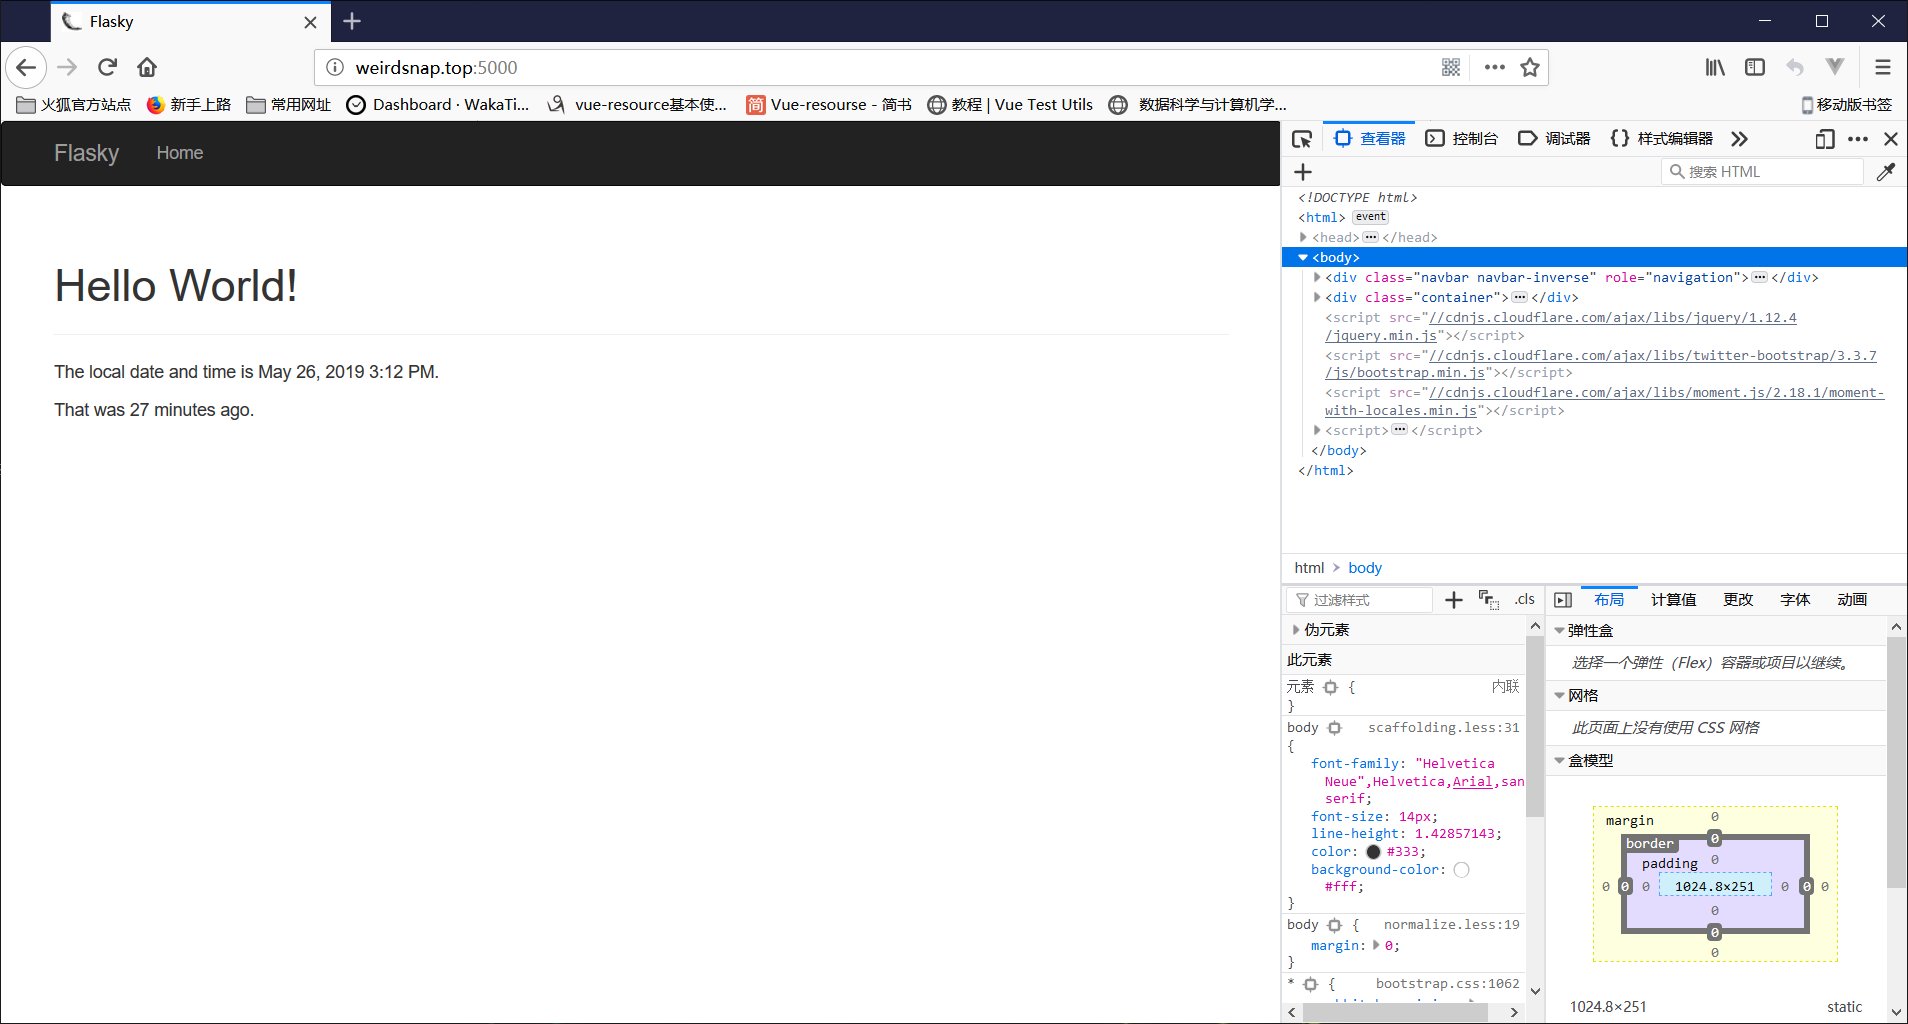 Flasky
weirdsnap.top:5000
火狐官方站点 新手上路 常用网址 Dashboard · WakaTi... vue-resource基本使... 简 Vue-resourse - 简书 教程 | Vue Test Utils 数据科学与计算机学... 移动版书签
Flasky Home
Hello World!
The local date and time is May 26, 2019 3:12 PM.
That was 27 minutes ago.
查看器 控制台 调试器 {} 样式编辑器
搜索 HTML
<!DOCTYPE html>
<html> event
<head>···</head>
<body>
<div class="navbar navbar-inverse" role="navigation">···</div>
<div class="container">···</div>
<script src="//cdnjs.cloudflare.com/ajax/libs/jquery/1.12.4
/jquery.min.js"></script>
<script src="//cdnjs.cloudflare.com/ajax/libs/twitter-bootstrap/3.3.7
/js/bootstrap.min.js"></script>
<script src="//cdnjs.cloudflare.com/ajax/libs/moment.js/2.18.1/moment-
with-locales.min.js"></script>
<script>···</script>
</body>
</html>
html > body
过滤样式 .cls
伪元素
此元素
元素 { 内联
}
body scaffolding.less:31
{
font-family: "Helvetica
Neue",Helvetica,Arial,san
serif;
font-size: 14px;
line-height: 1.42857143;
color: #333;
background-color:
#fff;
}
body { normalize.less:19
margin: 0;
}
* { bootstrap.css:1062
布局 计算值 更改 字体 动画
弹性盒
选择一个弹性（Flex）容器或项目以继续。
网格
此页面上没有使用 CSS 网格
盒模型
margin 0
border 0
padding 0
0 0 0 1024.8×251 0 0 0
0
0
0
1024.8×251 static